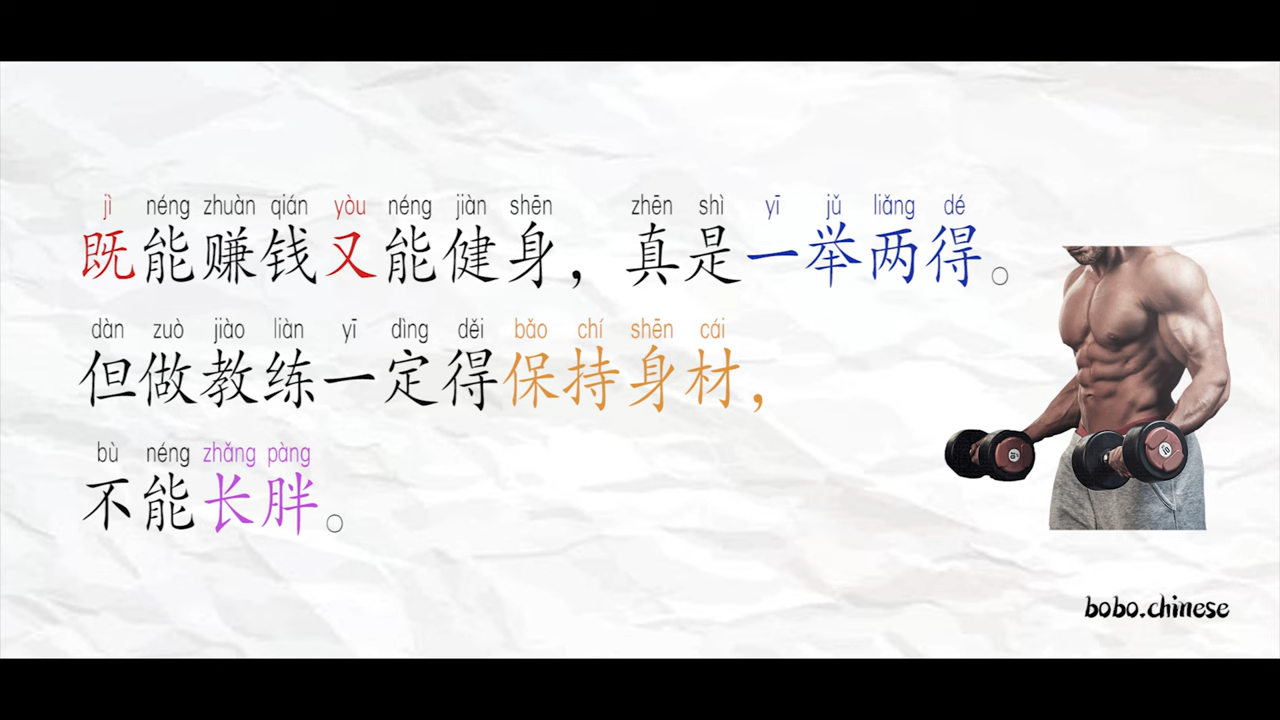 jì néng zhuàn qián yòu néng jiàn shēn zhēn shì yī jǔ liǎng dé
既能赚钱又能健身，真是一举两得。
dàn zuò jiào liàn yī dìng děi bǎo chí shēn cái
但做教练一定得保持身材，
bù néng zhǎng pàng
不能长胖。
bobo.chinese